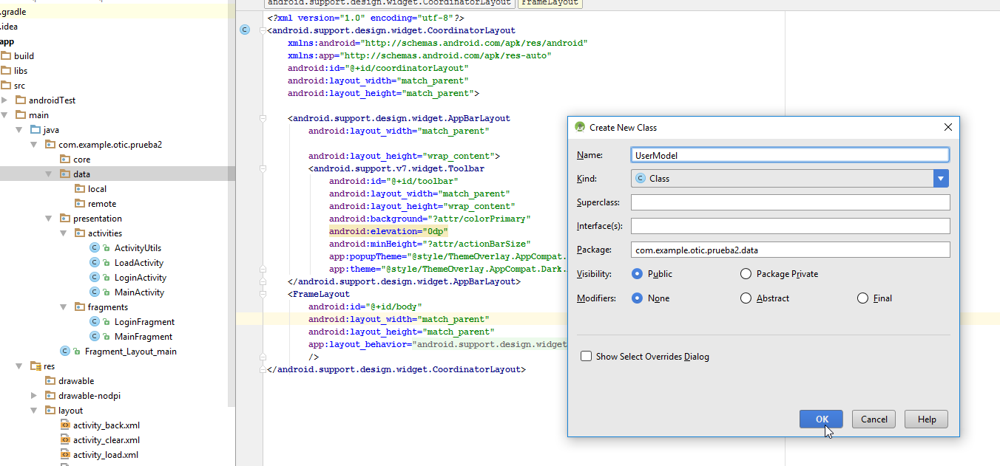 .gradle
.idea
app
build
libs
src
androidTest
main
java
com.example.otic.prueba2
core
data
local
remote
presentation
activities
ActivityUtils
LoadActivity
LoginActivity
MainActivity
fragments
LoginFragment
MainFragment
Fragment_Layout_main
res
drawable
drawable-nodpi
layout
activity_back.xml
activity_clear.xml
activity_load.xml
android.support.design.widget.CoordinatorLayout FrameLayout
<?xml version="1.0" encoding="utf-8"?>
<android.support.design.widget.CoordinatorLayout
xmlns:android="http://schemas.android.com/apk/res/android"
xmlns:app="http://schemas.android.com/apk/res-auto"
android:id="@+id/coordinatorLayout"
android:layout_width="match_parent"
android:layout_height="match_parent">
<android.support.design.widget.AppBarLayout
android:layout_width="match_parent"
android:layout_height="wrap_content">
<android.support.v7.widget.Toolbar
android:id="@+id/toolbar"
android:layout_width="match_parent"
android:layout_height="wrap_content"
android:background="?attr/colorPrimary"
android:elevation="0dp"
android:minHeight="?attr/actionBarSize"
app:popupTheme="@style/ThemeOverlay.AppCompat.
app:theme="@style/ThemeOverlay.AppCompat.Dark.
</android.support.design.widget.AppBarLayout>
<FrameLayout
android:id="@+id/body"
android:layout_width="match_parent"
android:layout_height="match_parent"
app:layout_behavior="android.support.design.widget
/>
</android.support.design.widget.CoordinatorLayout>
Create New Class
Name: UserModel
Kind: C Class
Superclass:
Interface(s):
Package: com.example.otic.prueba2.data
Visibility: Public Package Private
Modifiers: None Abstract Final
Show Select Overrides Dialog
OK Cancel Help